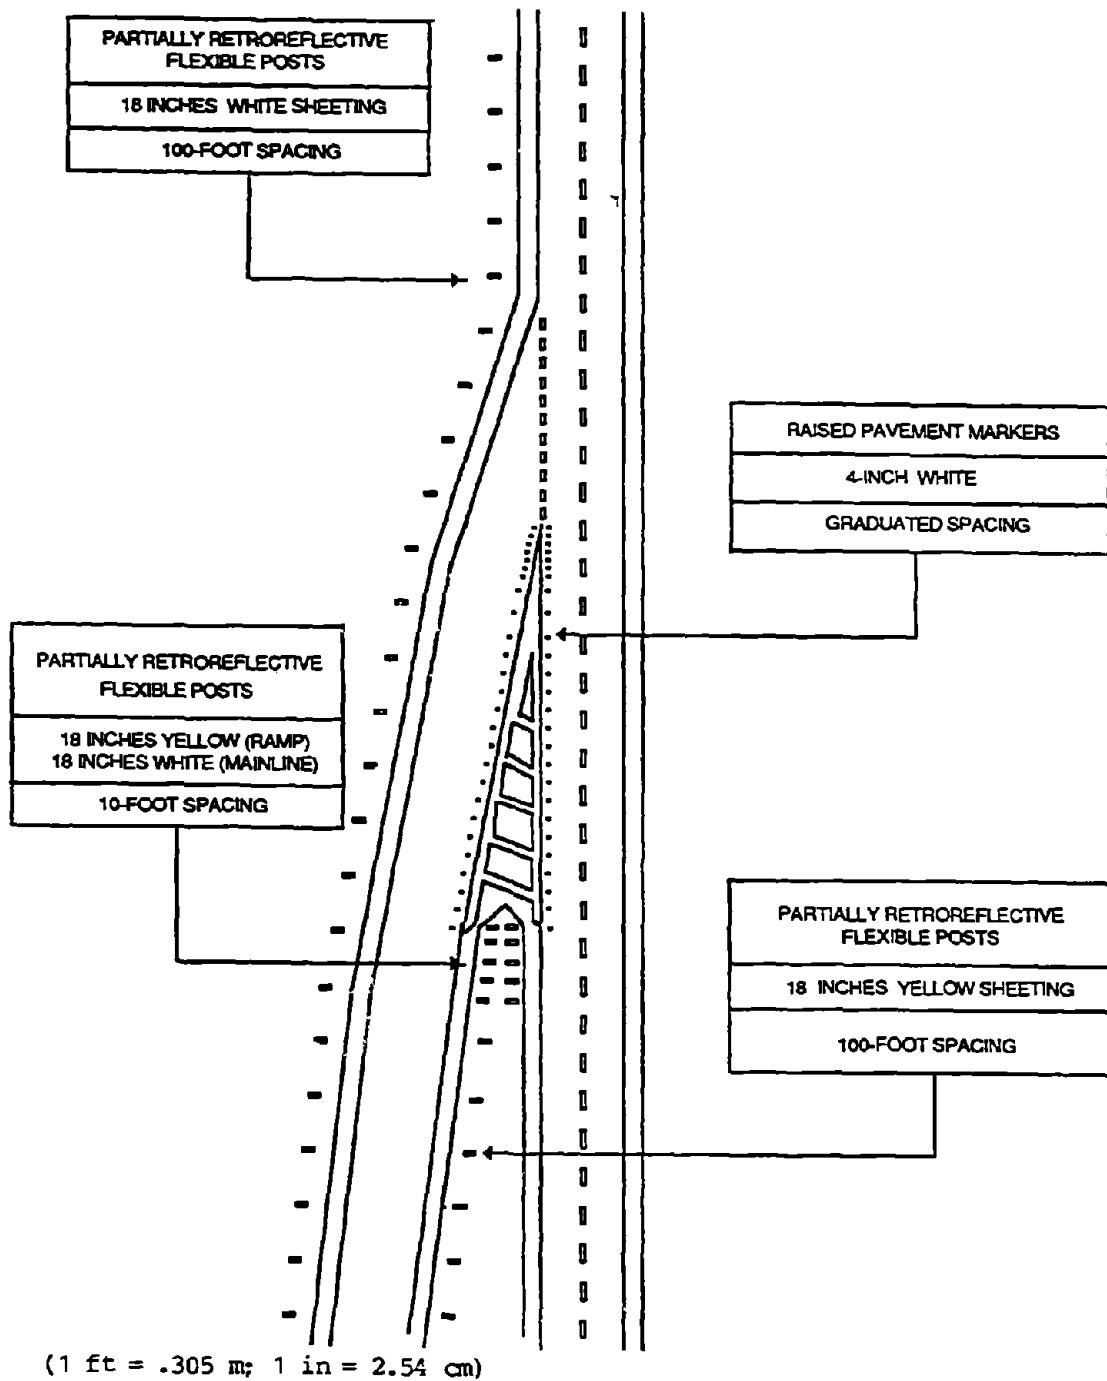 PARTIALLY RETROREFLECTIVE
FLEXIBLE POSTS
18 INCHES WHITE SHEETING
100-FOOT SPACING
RAISED PAVEMENT MARKERS
4-INCH WHITE
GRADUATED SPACING
PARTIALLY RETROREFLECTIVE
FLEXIBLE POSTS
18 INCHES YELLOW (RAMP)
18 INCHES WHITE (MAINLINE)
10-FOOT SPACING
PARTIALLY RETROREFLECTIVE
FLEXIBLE POSTS
18 INCHES YELLOW SHEETING
100-FOOT SPACING
(1 ft = .305 m; 1 in = 2.54 cm)